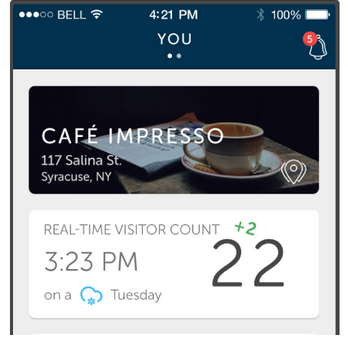 BELL 4:21 PM 100%
YOU
5
CAFÉ IMPRESSO
117 Salina St.
Syracuse, NY
REAL-TIME VISITOR COUNT +2
3:23 PM 22
on a Tuesday